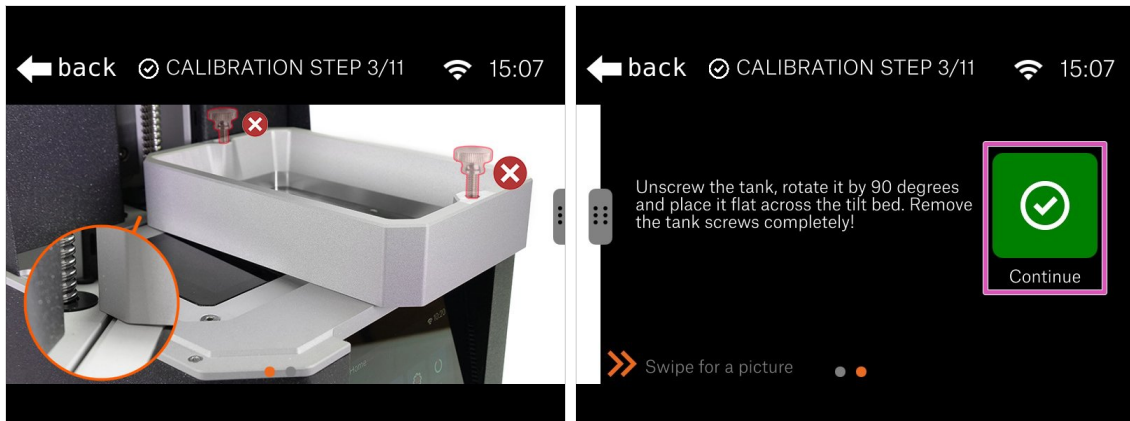 back CALIBRATION STEP 3/11 15:07
Home
back CALIBRATION STEP 3/11 15:07
Unscrew the tank, rotate it by 90 degrees
and place it flat across the tilt bed. Remove
the tank screws completely!
Continue
Swipe for a picture